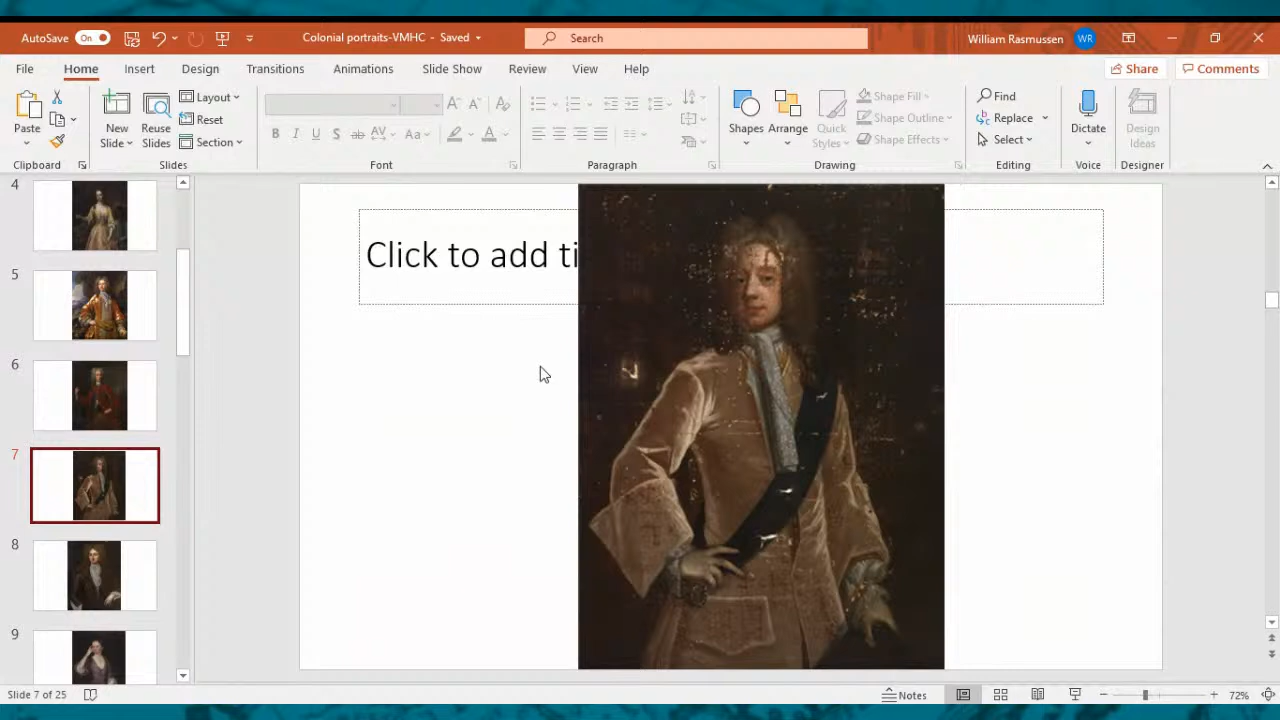 AutoSave On Colonial portraits-VMHC - Saved Search William Rasmussen WR
File Home Insert Design Transitions Animations Slide Show Review View Help Share Comments
Paste
Clipboard
New Slide
Reuse Slides
Layout
Reset
Section
Slides
B I U S ab AV Aa A
Font
Paragraph
Shapes
Arrange
Quick Styles
Shape Fill
Shape Outline
Shape Effects
Drawing
Find
Replace
Select
Editing
Dictate
Voice
Design Ideas
Designer
4
5
6
7
8
9
Click to add ti
Slide 7 of 25 Notes 72%